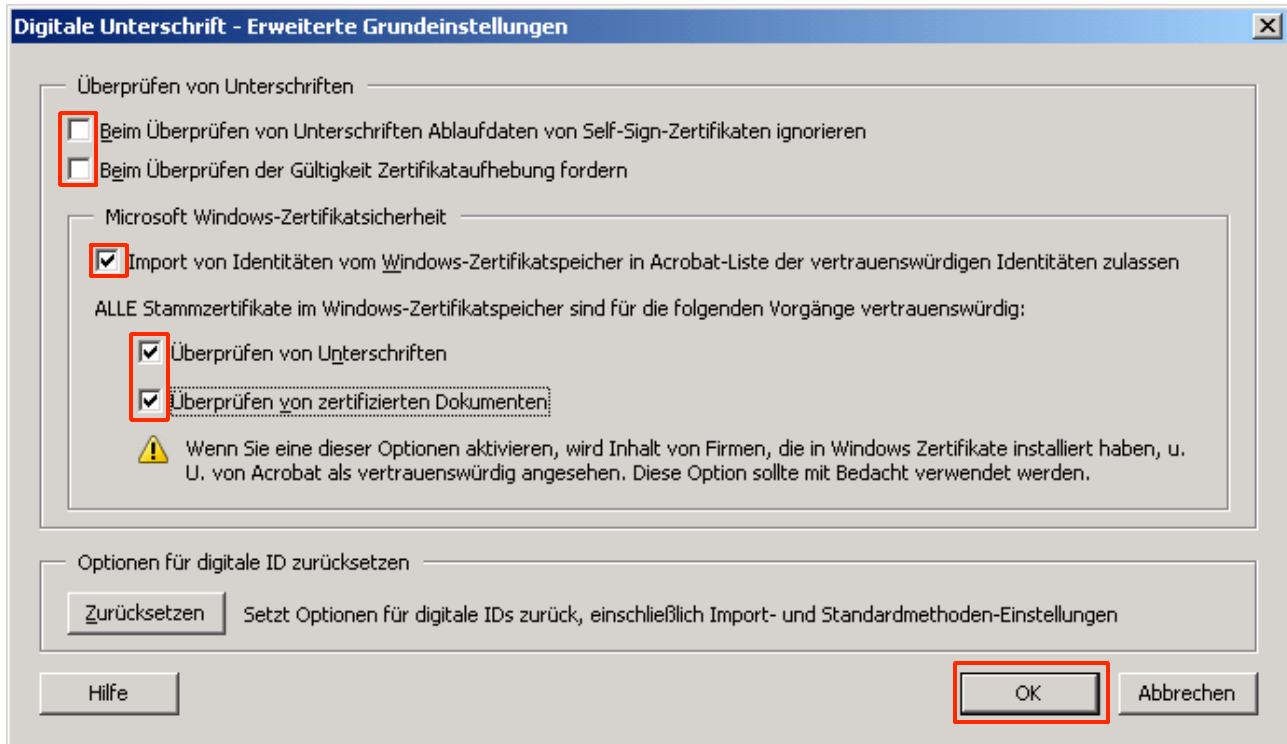 Digitale Unterschrift - Erweiterte Grundeinstellungen
Überprüfen von Unterschriften
Beim Überprüfen von Unterschriften Ablaufdaten von Self-Sign-Zertifikaten ignorieren
Beim Überprüfen der Gültigkeit Zertifikataufhebung fordern
Microsoft Windows-Zertifikatsicherheit
Import von Identitäten vom Windows-Zertifikatspeicher in Acrobat-Liste der vertrauenswürdigen Identitäten zulassen
ALLE Stammzertifikate im Windows-Zertifikatspeicher sind für die folgenden Vorgänge vertrauenswürdig:
Überprüfen von Unterschriften
Überprüfen von zertifizierten Dokumenten
Wenn Sie eine dieser Optionen aktivieren, wird Inhalt von Firmen, die in Windows Zertifikate installiert haben, u.
U. von Acrobat als vertrauenswürdig angesehen. Diese Option sollte mit Bedacht verwendet werden.
Optionen für digitale ID zurücksetzen
Zurücksetzen Setzt Optionen für digitale IDs zurück, einschließlich Import- und Standardmethoden-Einstellungen
Hilfe OK Abbrechen